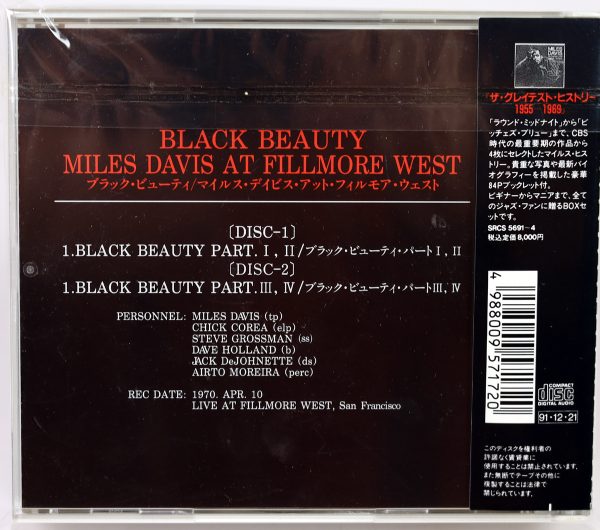 BLACK BEAUTY
MILES DAVIS AT FILLMORE WEST
ブラック・ビューティ/マイルス・デイビス・アット・フィルモア・ウェスト
〔DISC-1〕
1.BLACK BEAUTY PART. I, II/ブラック・ビューティ・パートI, II
〔DISC-2〕
1.BLACK BEAUTY PART.III, IV/ブラック・ビューティ・パートIII, IV
PERSONNEL: MILES DAVIS (tp)
CHICK COREA (elp)
STEVE GROSSMAN (ss)
DAVE HOLLAND (b)
JACK DeJOHNETTE (ds)
AIRTO MOREIRA (perc)
REC DATE: 1970. APR. 10
LIVE AT FILLMORE WEST, San Francisco
MILES
DAVIS
『ザ・グレイテスト・ヒストリー
1955〜1969』
「ラウンド・ミッドナイト」から「ビ
ッチェズ・ブリュー」まで、CBS
時代の最重要期の作品から
4枚にセレクトしたマイルス・ヒス
トリー。貴重な写真や最新バイ
オグラフィーを掲載した豪華
84Pブックレット付。
ビギナーからマニアまで、全て
のジャズ・ファンに贈るBOXセ
ットです。
SRCS 5691〜4
税込定価8,000円
4 988009 571720
COMPACT
disc
DIGITAL AUDIO
91・12・21
このディスクを権利者の
許諾なく賃貸業に
使用することは禁止されています。
また無断でテープその他に
複製することは法律で
禁じられています。